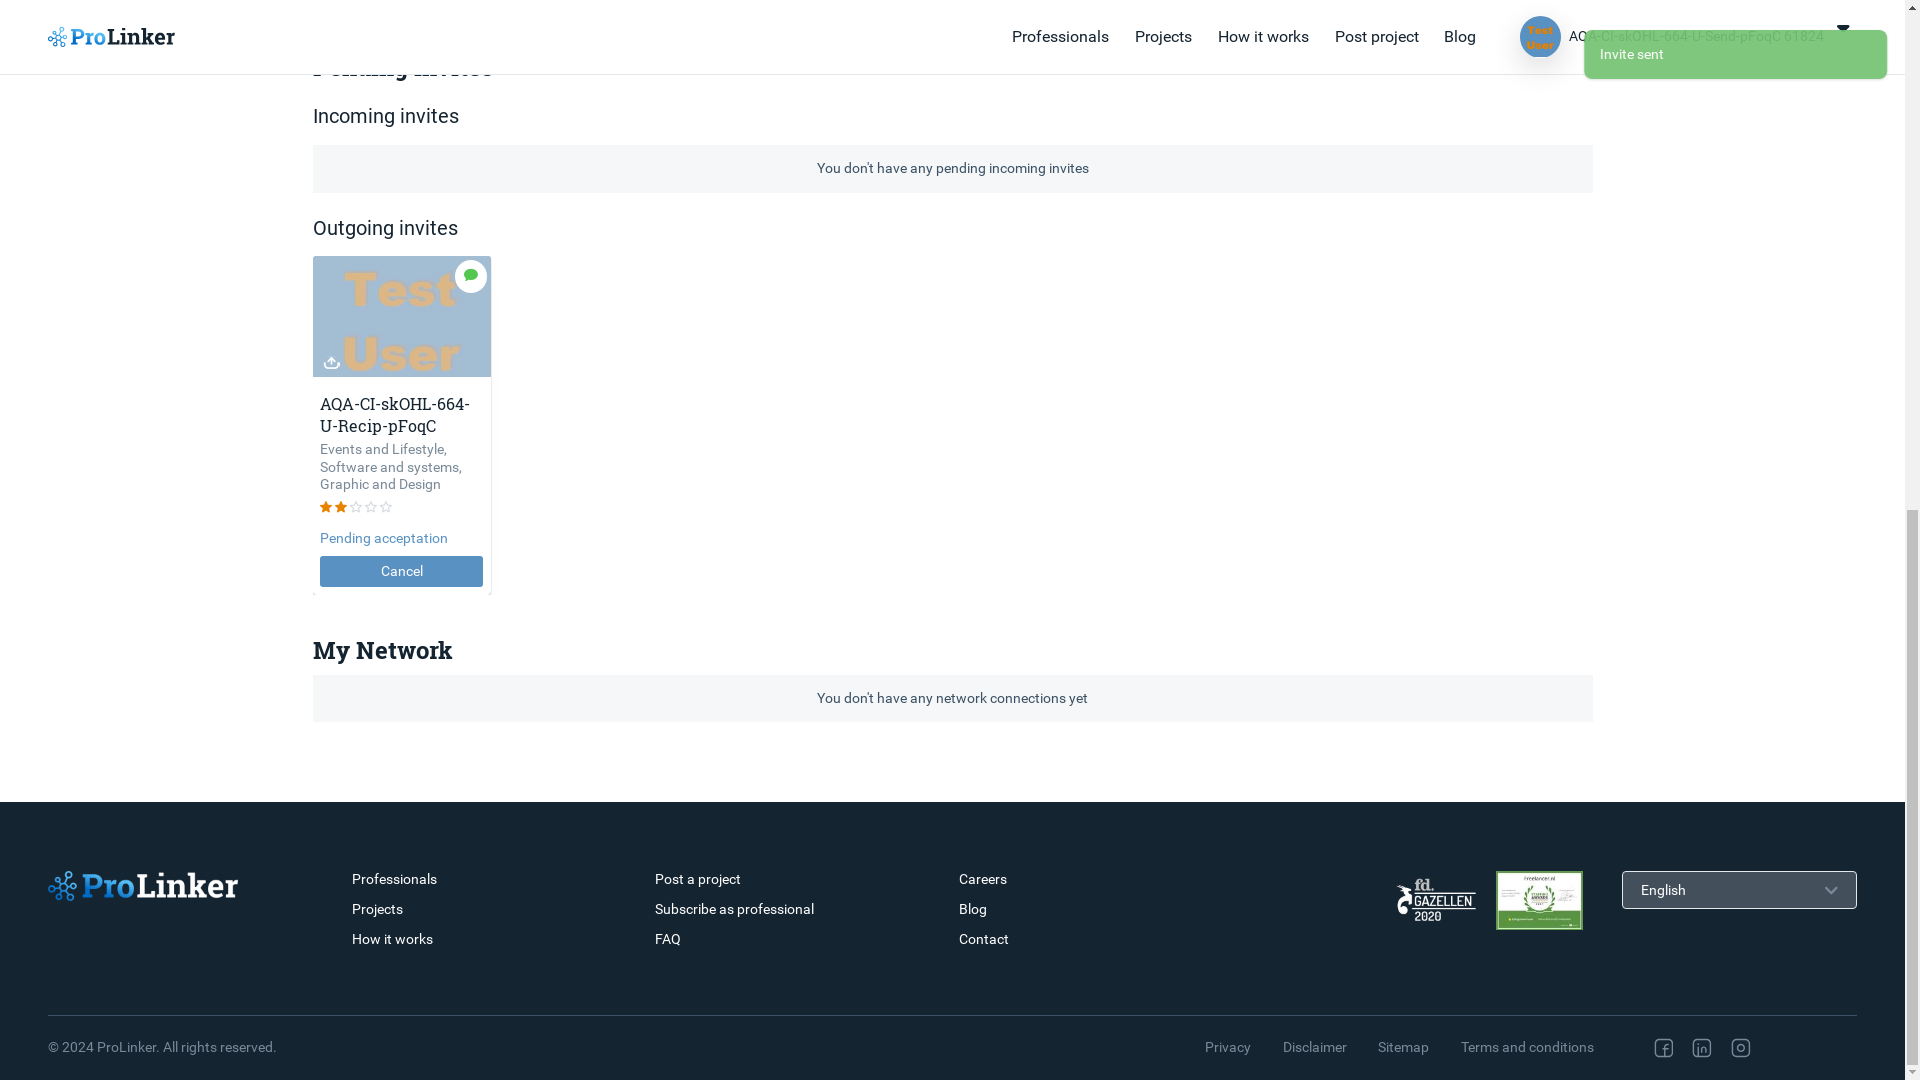 ProLinker
Professionals
Projects
How it works
Post project
Blog
Test
User
AQA-CI-skOHL-664-U-Send-pFoqC 61824
Invite sent
Pending invites
Incoming invites
You don't have any pending incoming invites
Outgoing invites
Test
User
AQA-CI-skOHL-664-
U-Recip-pFoqC
Events and Lifestyle,
Software and systems,
Graphic and Design
Pending acceptation
Cancel
My Network
You don't have any network connections yet
ProLinker
Professionals
Projects
How it works
Post a project
Subscribe as professional
FAQ
Careers
Blog
Contact
fd.
GAZELLEN
2020
Freelancer.nl
English
© 2024 ProLinker. All rights reserved.
Privacy
Disclaimer
Sitemap
Terms and conditions